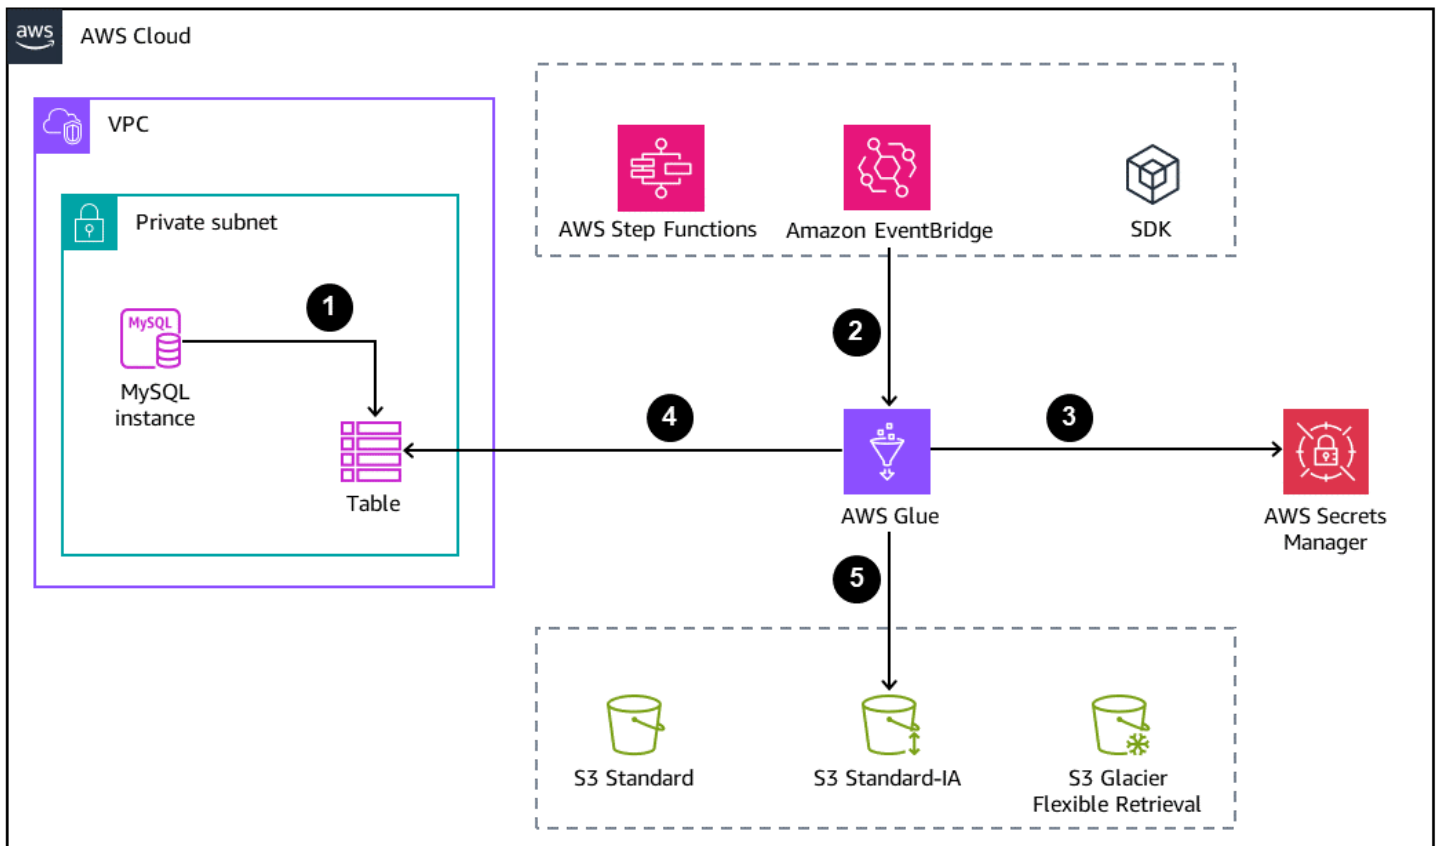 aws
AWS Cloud
VPC
Private subnet
AWS Step Functions
Amazon EventBridge
SDK
1
MySQL
MySQL
instance
2
4
3
Table
AWS Glue
AWS Secrets
Manager
5
S3 Standard
S3 Standard-IA
S3 Glacier
Flexible Retrieval